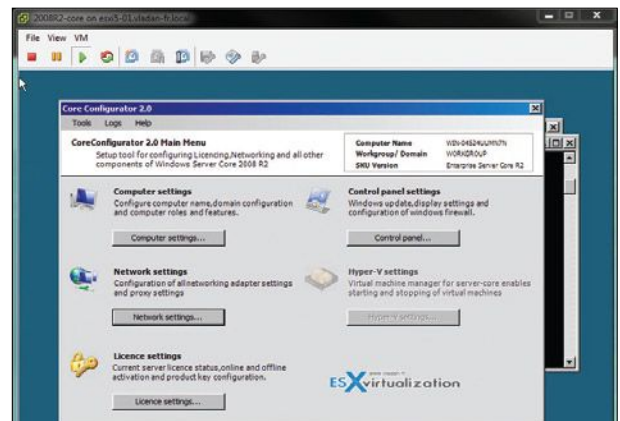 2008R2-core on esxi5-01.vladan-fr.local
File View VM
Core Configurator 2.0
Tools Logs Help
CoreConfigurator 2.0 Main Menu
Setup tool for configuring Licencing,Networking and all other
components of Windows Server Core 2008 R2
Computer Name
Workgroup/ Domain WORKGROUP
SKU Version Enterprise Server Core R2
Computer settings
Configure computer name,domain configuration
and computer roles and features.
Computer settings...
Control panel settings
Windows update,display settings and
configuration of windows firewall.
Control panel...
Network settings
Configuration of allnetworking adapter settings
and proxy settings
Network settings...
Hyper-V settings
Virtual machine manager for server-core enables
starting and stopping of virtual machines
Hyper-V settings...
Licence settings
Current server licence status,online and offline
activation and product key configuration.
Licence settings...
ESXvirtualization